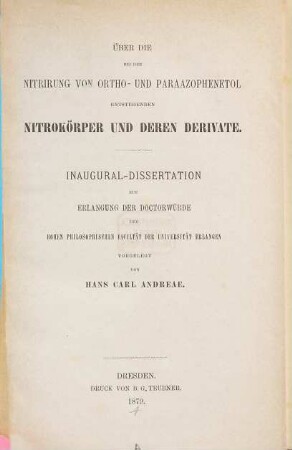 ÜBER DIE
BEI DER
NITRIRUNG VON ORTHO- UND PARAAZOPHENETOL
ENTSTEHENDEN
NITROKÖRPER UND DEREN DERIVATE.
INAUGURAL-DISSERTATION
ZUR
ERLANGUNG DER DOCTORWÜRDE
DER
HOHEN PHILOSOPHISCHEN FACULTÄT DER UNIVERSITÄT ERLANGEN
VORGELEGT
VON
HANS CARL ANDREAE.
DRESDEN.
DRUCK VON B. G. TEUBNER.
1879.